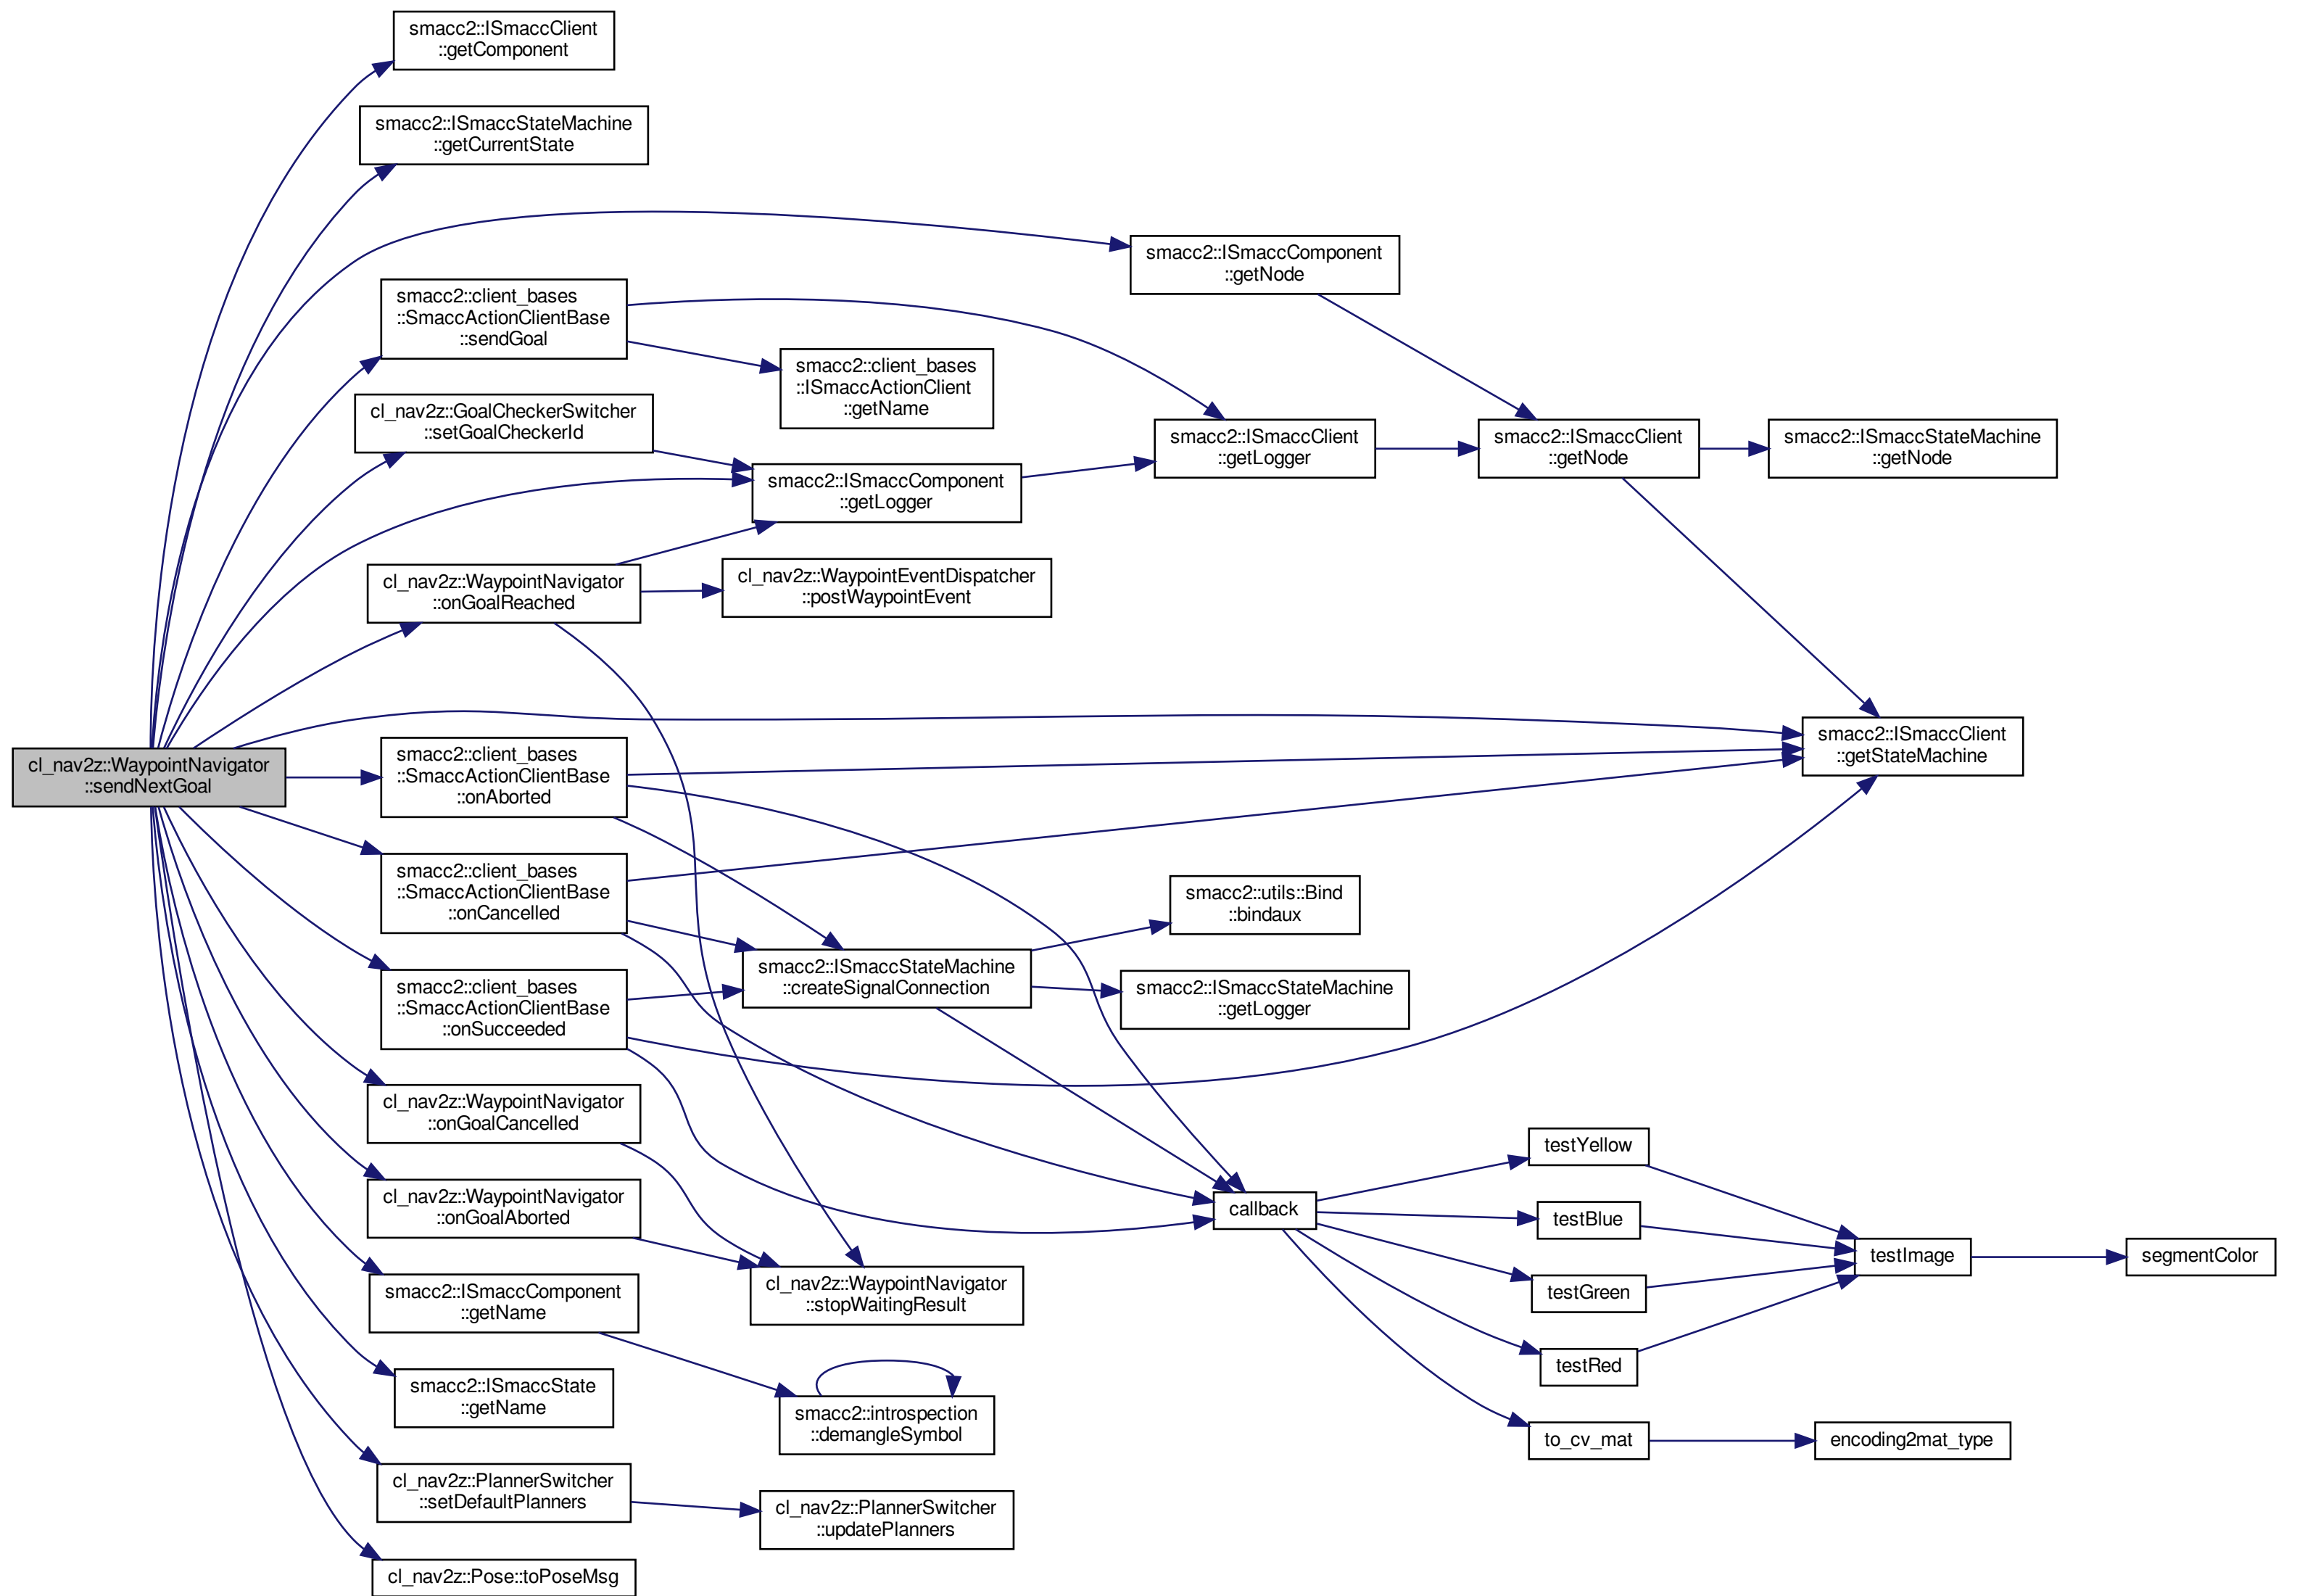 smacc2::ISmaccClient
::getComponent
smacc2::ISmaccStateMachine
::getCurrentState
smacc2::ISmaccComponent
::getNode
smacc2::client_bases
::SmaccActionClientBase
::sendGoal
smacc2::client_bases
::ISmaccActionClient
::getName
cl_nav2z::GoalCheckerSwitcher
::setGoalCheckerId
smacc2::ISmaccClient
::getLogger
smacc2::ISmaccClient
::getNode
smacc2::ISmaccStateMachine
::getNode
smacc2::ISmaccComponent
::getLogger
cl_nav2z::WaypointNavigator
::onGoalReached
cl_nav2z::WaypointEventDispatcher
::postWaypointEvent
cl_nav2z::WaypointNavigator
::sendNextGoal
smacc2::client_bases
::SmaccActionClientBase
::onAborted
smacc2::ISmaccClient
::getStateMachine
smacc2::client_bases
::SmaccActionClientBase
::onCancelled
smacc2::utils::Bind
::bindaux
smacc2::client_bases
::SmaccActionClientBase
::onSucceeded
smacc2::ISmaccStateMachine
::createSignalConnection
smacc2::ISmaccStateMachine
::getLogger
cl_nav2z::WaypointNavigator
::onGoalCancelled
cl_nav2z::WaypointNavigator
::onGoalAborted
callback
testYellow
testBlue
testGreen
testRed
testImage
segmentColor
smacc2::ISmaccComponent
::getName
cl_nav2z::WaypointNavigator
::stopWaitingResult
smacc2::ISmaccState
::getName
smacc2::introspection
::demangleSymbol
to_cv_mat
encoding2mat_type
cl_nav2z::PlannerSwitcher
::setDefaultPlanners
cl_nav2z::PlannerSwitcher
::updatePlanners
cl_nav2z::Pose::toPoseMsg